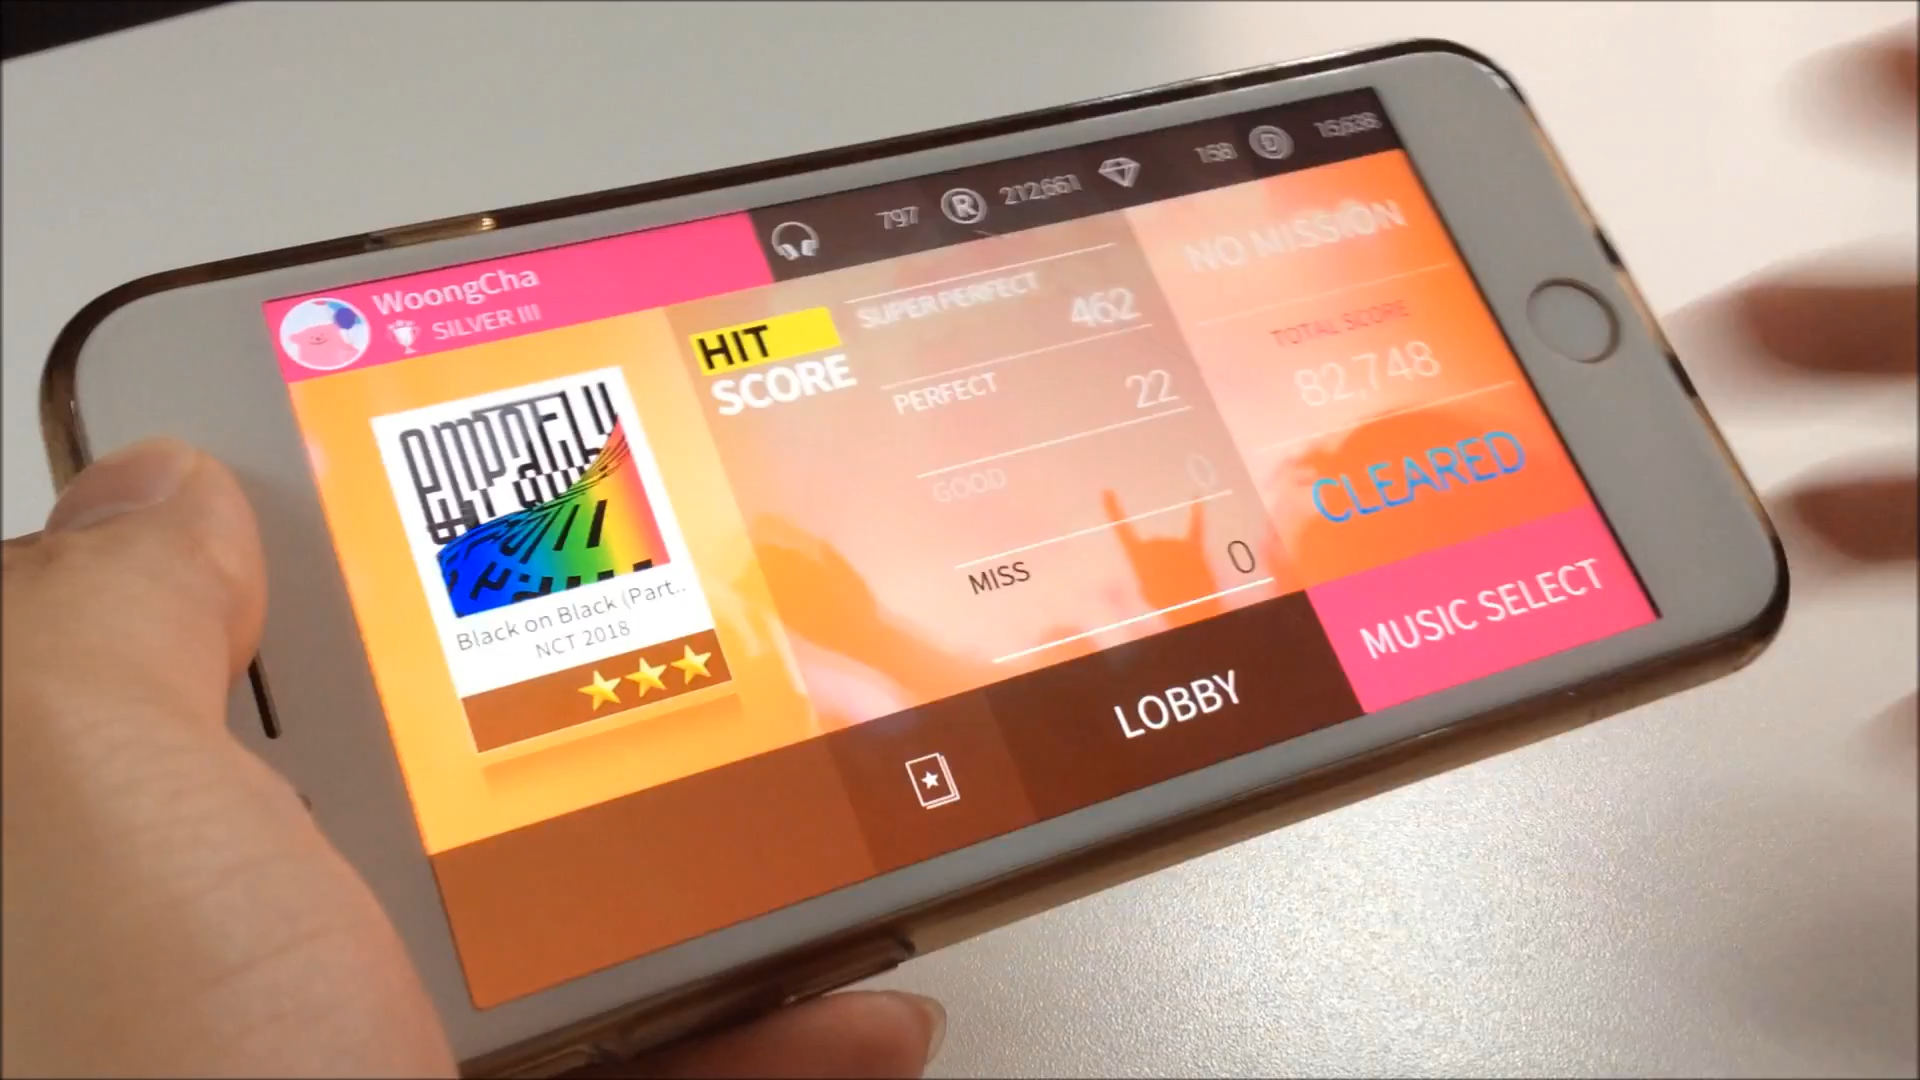 WoongCha
SILVER III
797
R
212,661
158
D
15,638
empathy
Black on Black (Part..
NCT 2018
HIT
SCORE
SUPER PERFECT
462
PERFECT
22
GOOD
0
MISS
0
NO MISSION
TOTAL SCORE
82,748
CLEARED
LOBBY
MUSIC SELECT